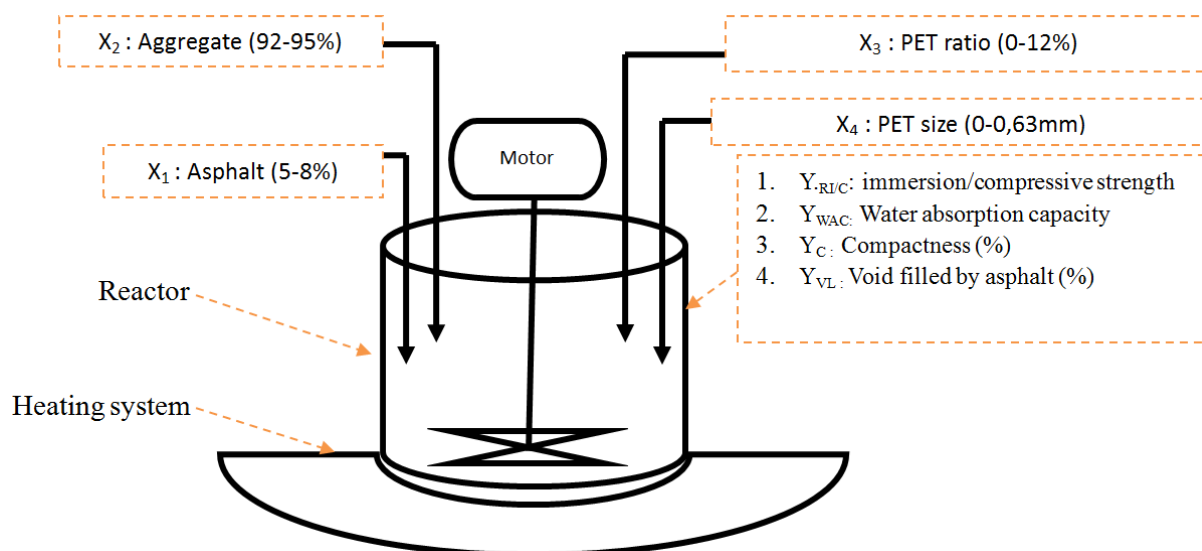 X₂ : Aggregate (92-95%)
X₃ : PET ratio (0-12%)
X₄ : PET size (0-0,63mm)
Motor
X₁ : Asphalt (5-8%)
1. Y.RI/C: immersion/compressive strength
2. YWAC: Water absorption capacity
3. YC : Compactness (%)
4. YVL : Void filled by asphalt (%)
Reactor
Heating system